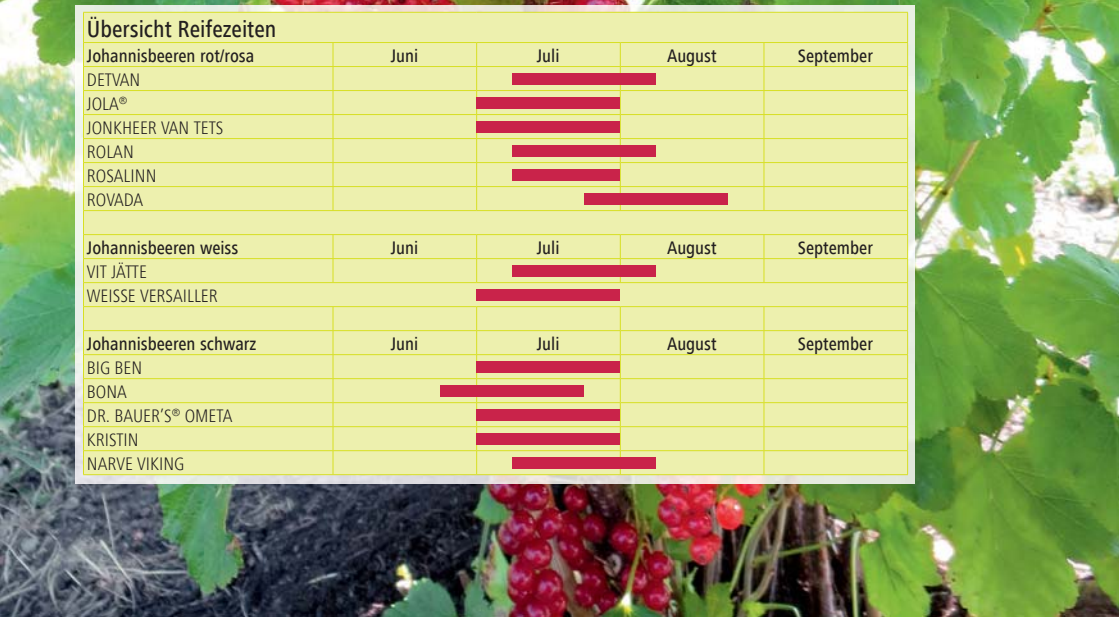 Übersicht Reifezeiten
Johannisbeeren rot/rosa Juni Juli August September
DETVAN
JOLA®
JONKHEER VAN TETS
ROLAN
ROSALINN
ROVADA
Johannisbeeren weiss Juni Juli August September
VIT JÄTTE
WEISSE VERSAILLER
Johannisbeeren schwarz Juni Juli August September
BIG BEN
BONA
DR. BAUER’S® OMETA
KRISTIN
NARVE VIKING